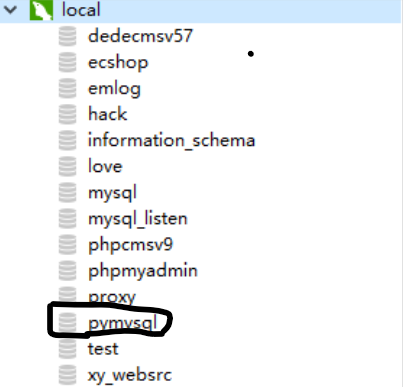 local
dedecmsv57
ecshop
emlog
hack
information_schema
love
mysql
mysql_listen
phpcmsv9
phpmyadmin
proxy
pymysql
test
xy_websrc